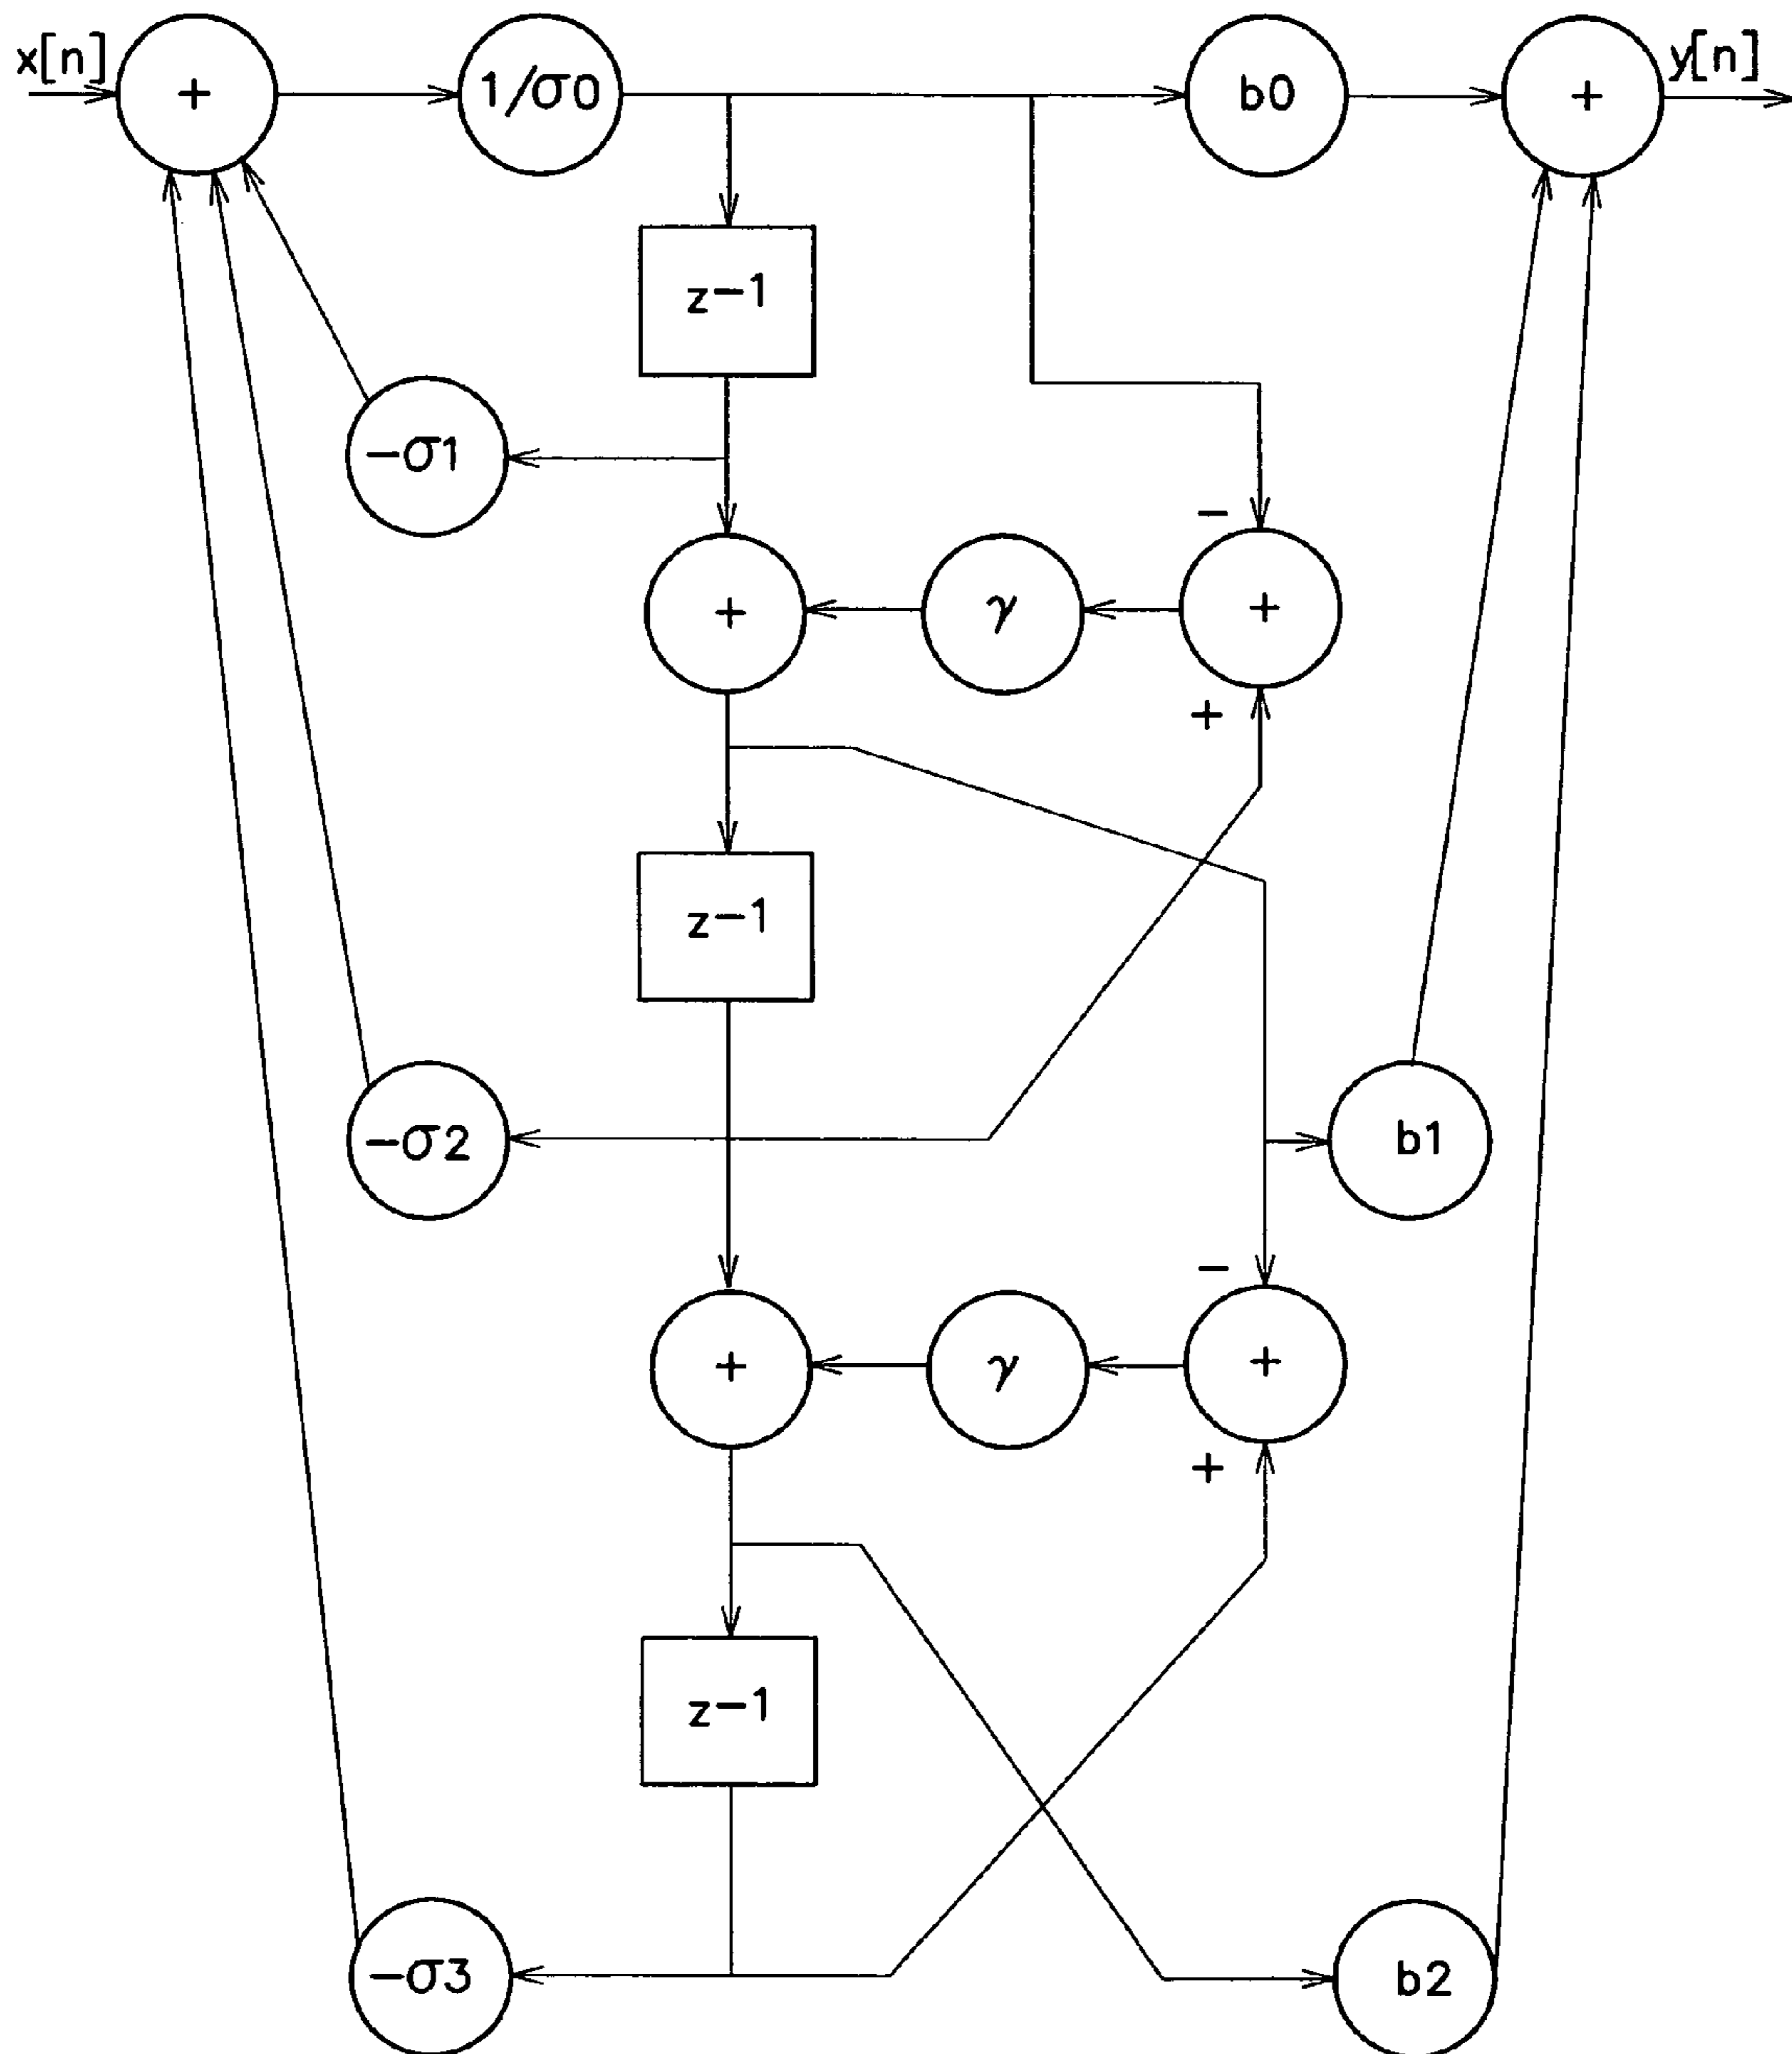 x[n]
+
1/σ0
b0
+
y[n]
z-1
-σ1
-
+
γ
+
+
z-1
-σ2
b1
-
+
γ
+
+
z-1
-σ3
b2